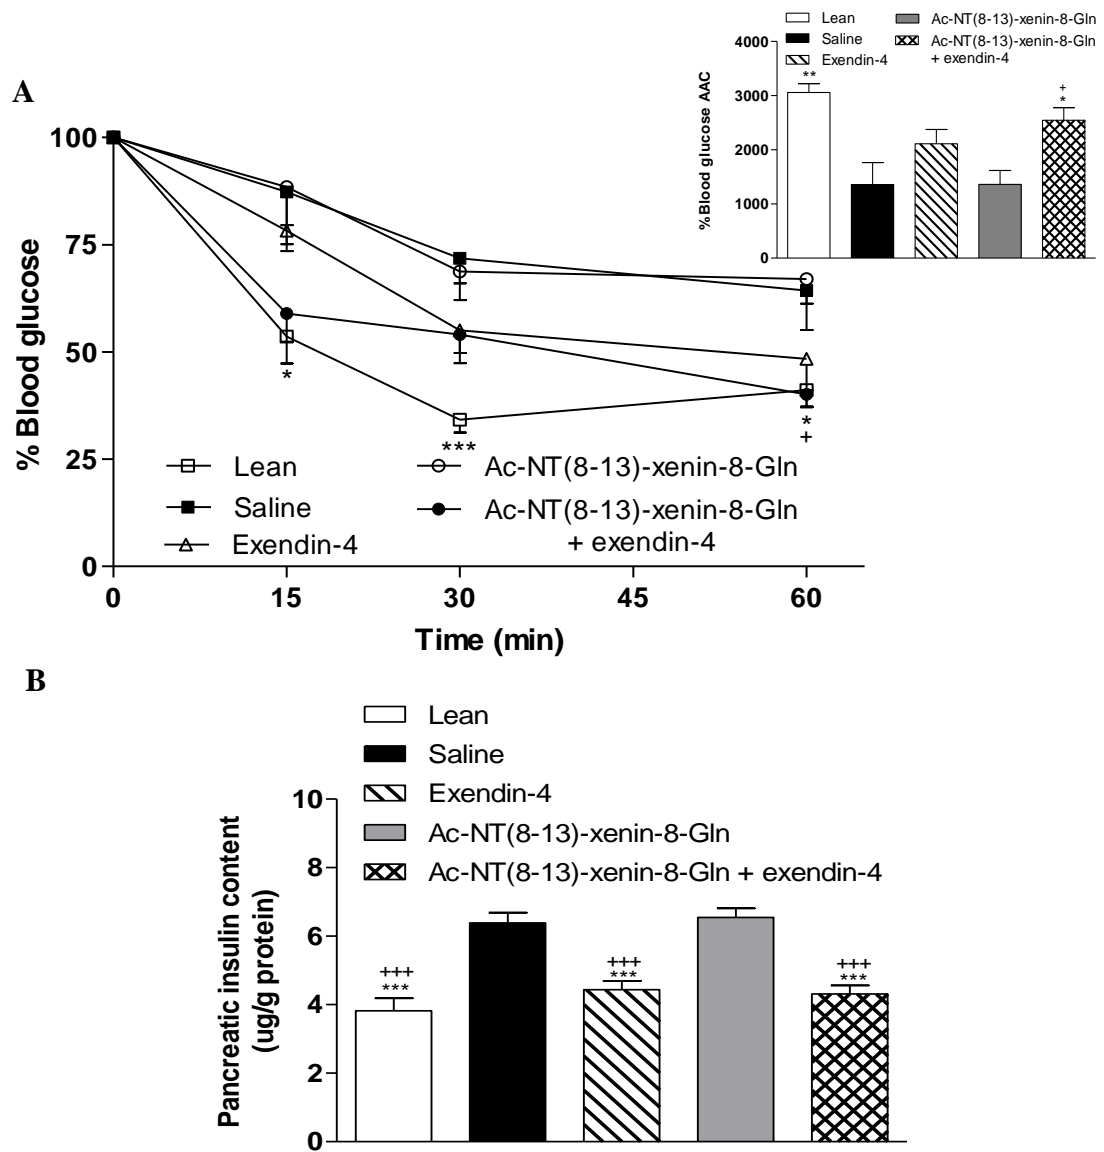 A
Lean
Saline
Exendin-4
Ac-NT(8-13)-xenin-8-Gln
Ac-NT(8-13)-xenin-8-Gln
+ exendin-4
%Blood glucose AAC
4000
3000
2000
1000
0
**
+
*
% Blood glucose
100
75
50
25
0
*
***
*
+
Lean
Saline
Exendin-4
Ac-NT(8-13)-xenin-8-Gln
Ac-NT(8-13)-xenin-8-Gln
+ exendin-4
0 15 30 45 60
Time (min)
B
Lean
Saline
Exendin-4
Ac-NT(8-13)-xenin-8-Gln
Ac-NT(8-13)-xenin-8-Gln + exendin-4
Pancreatic insulin content
(ug/g protein)
10
8
6
4
2
0
+++
***
+++
***
+++
***